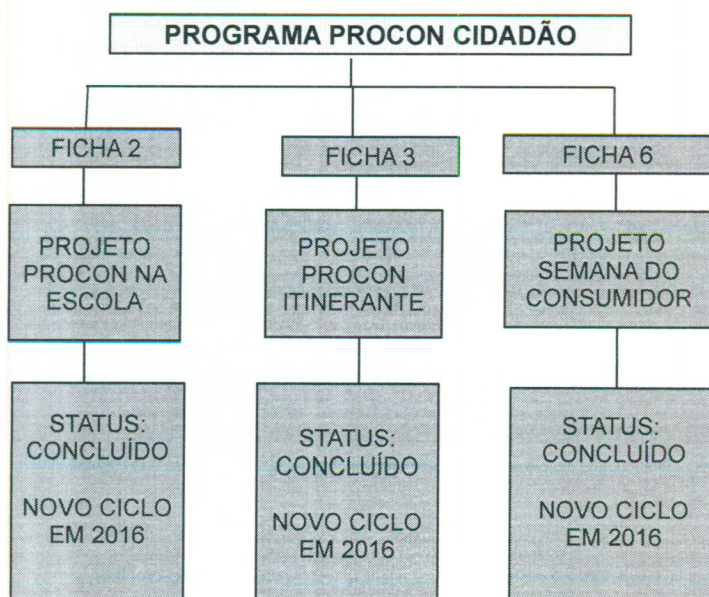 PROGRAMA PROCON CIDADÃO
FICHA 2
PROJETO
PROCON NA
ESCOLA
STATUS:
CONCLUÍDO
NOVO CICLO
EM 2016
FICHA 3
PROJETO
PROCON
ITINERANTE
STATUS:
CONCLUÍDO
NOVO CICLO
EM 2016
FICHA 6
PROJETO
SEMANA DO
CONSUMIDOR
STATUS:
CONCLUÍDO
NOVO CICLO
EM 2016